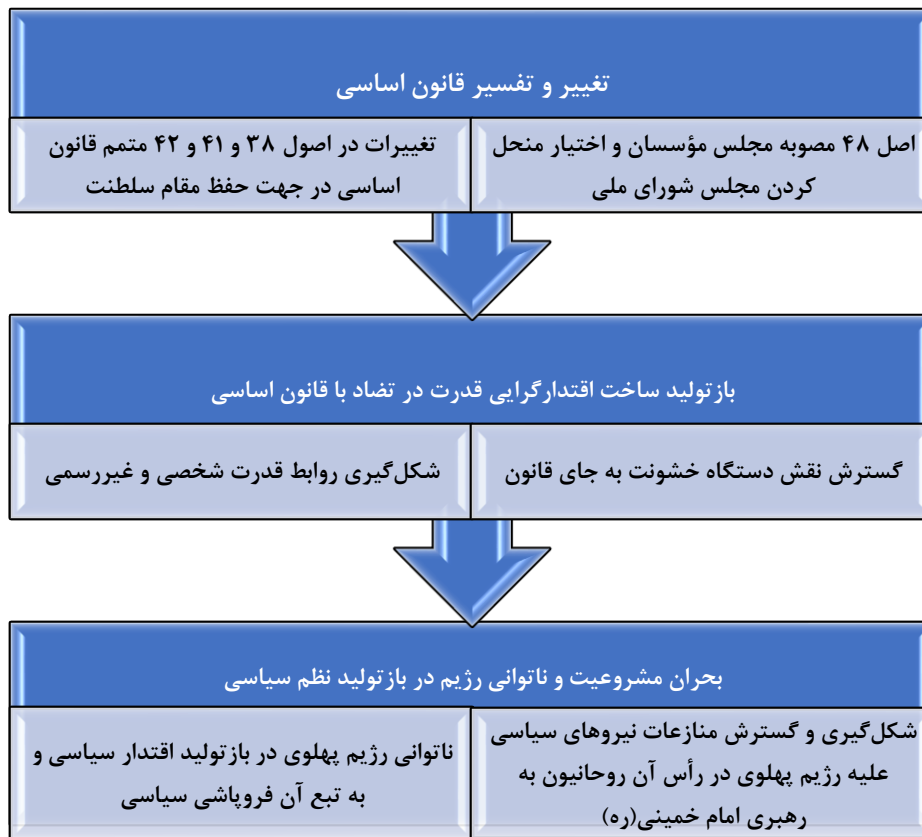 تغییر و تفسیر قانون اساسی
اصل ۴۸ مصوبه مجلس مؤسسان و اختیار منحل
کردن مجلس شورای ملی
تغییرات در اصول ۳۸ و ۴۱ و ۴۲ متمم قانون
اساسی در جهت حفظ مقام سلطنت
بازتولید ساخت اقتدارگرایی قدرت در تضاد با قانون اساسی
گسترش نقش دستگاه خشونت به جای قانون
شکل‌گیری روابط قدرت شخصی و غیررسمی
بحران مشروعیت و ناتوانی رژیم در بازتولید نظم سیاسی
شکل‌گیری و گسترش منازعات نیروهای سیاسی
علیه رژیم پهلوی در رأس آن روحانیون به
رهبری امام خمینی(ره)
ناتوانی رژیم پهلوی در بازتولید اقتدار سیاسی و
به تبع آن فروپاشی سیاسی